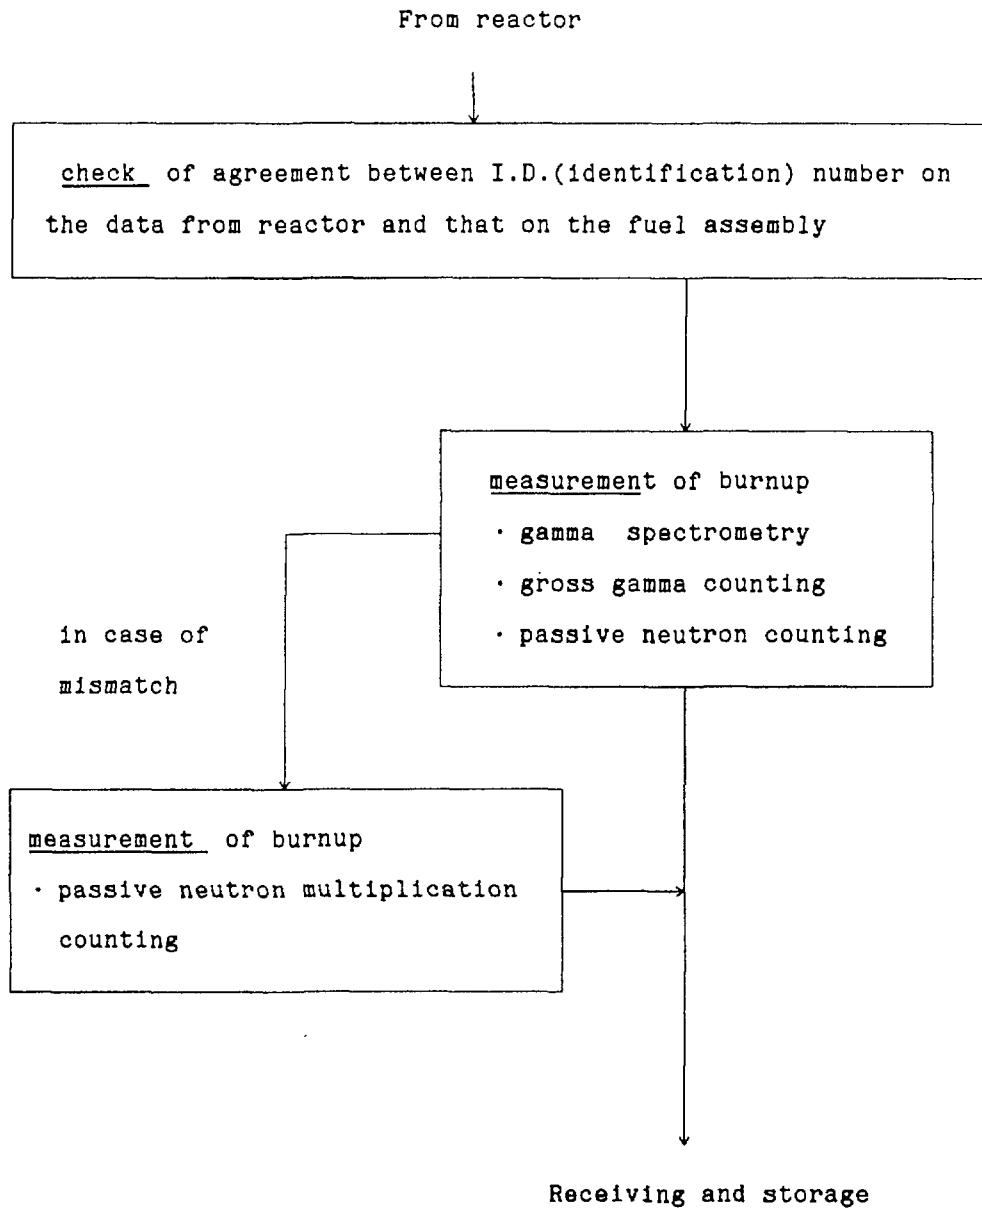 From reactor
check of agreement between I.D.(identification) number on
the data from reactor and that on the fuel assembly
measurement of burnup
· gamma spectrometry
· gross gamma counting
· passive neutron counting
in case of
mismatch
measurement of burnup
· passive neutron multiplication
counting
Receiving and storage